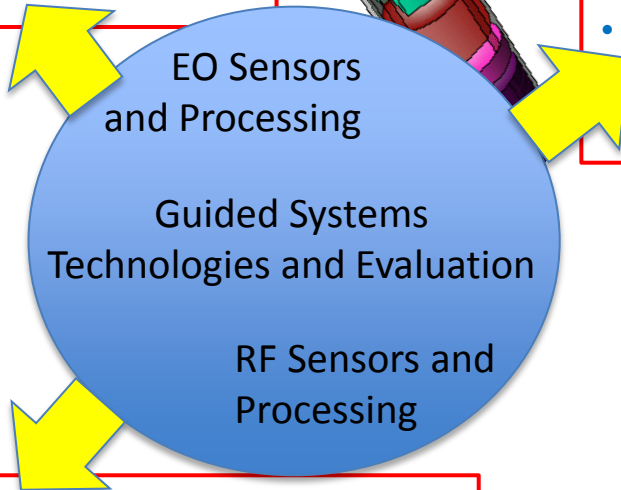 EO Sensors
and Processing
Guided Systems
Technologies and Evaluation
RF Sensors and
Processing